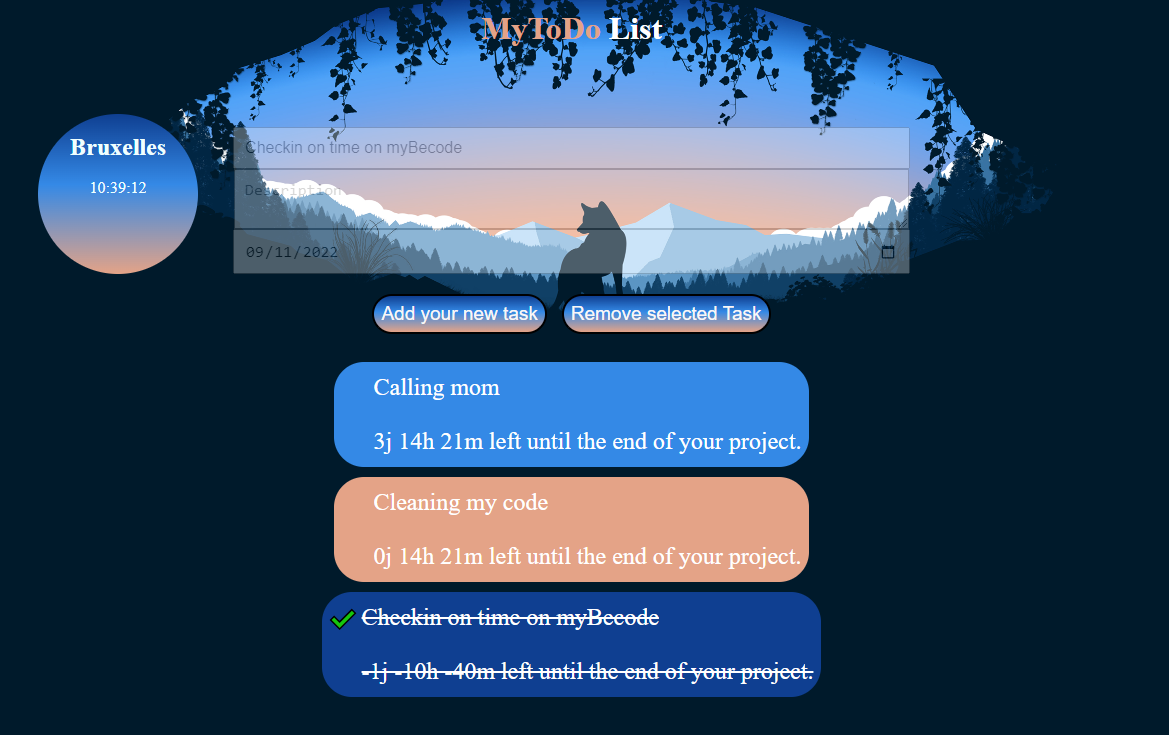 MyToDo List
Bruxelles
10:39:12
Checkin on time on myBecode
Description
09/11/2022
Add your new task
Remove selected Task
Calling mom
3j 14h 21m left until the end of your project.
Cleaning my code
0j 14h 21m left until the end of your project.
Checkin on time on myBecode
-1j -10h -40m left until the end of your project.